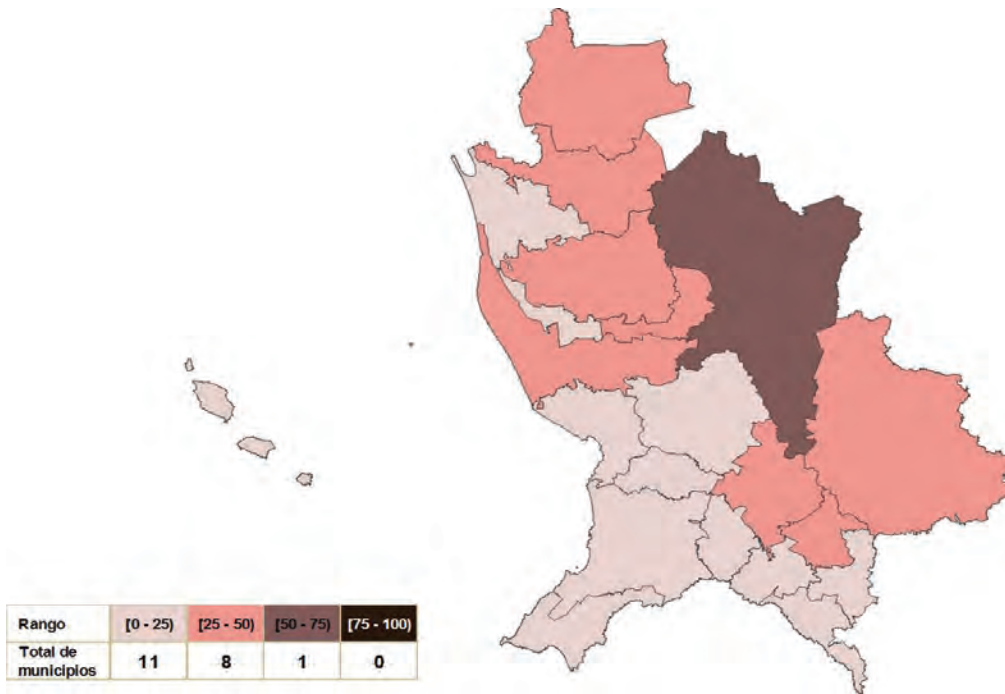 Rango [0 - 25) [25 - 50) [50 - 75) [75 - 100)
Total de
municipios 11 8 1 0